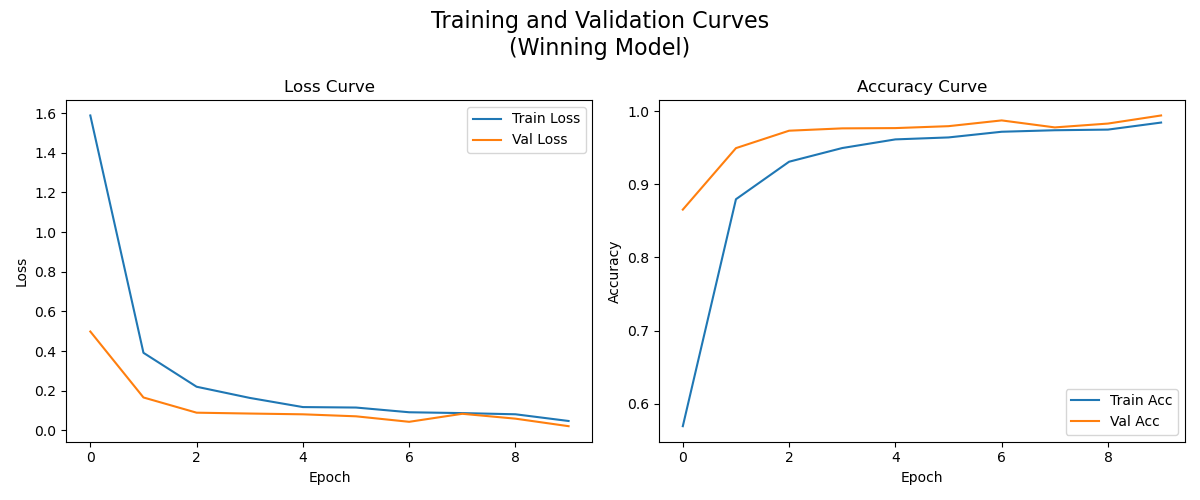 Training and Validation Curves
(Winning Model)
Loss Curve
1.6
1.4
1.2
1.0
0.8
0.6
0.4
0.2
0.0
Loss
0 2 4 6 8
Epoch
Train Loss
Val Loss
Accuracy Curve
1.0
0.9
0.8
0.7
0.6
Accuracy
0 2 4 6 8
Epoch
Train Acc
Val Acc